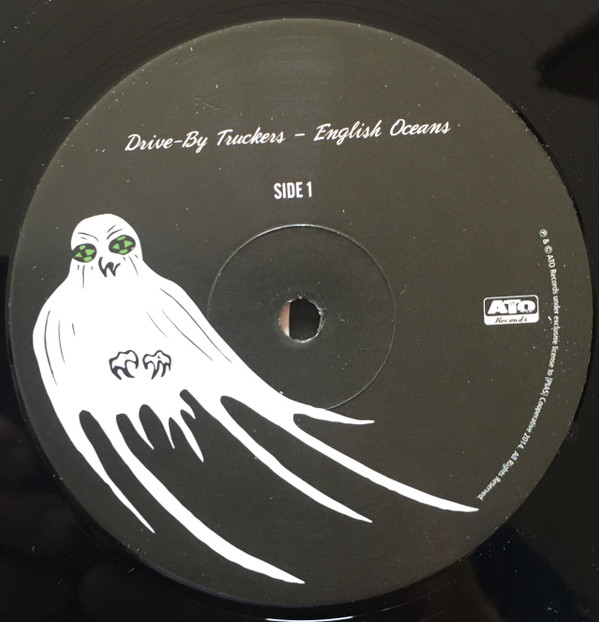 Drive-By Truckers – English Oceans
SIDE 1
ATO
Records
℗ & © ATO Records under exclusive license to [PIAS] Cooperative 2014. All Rights Reserved.